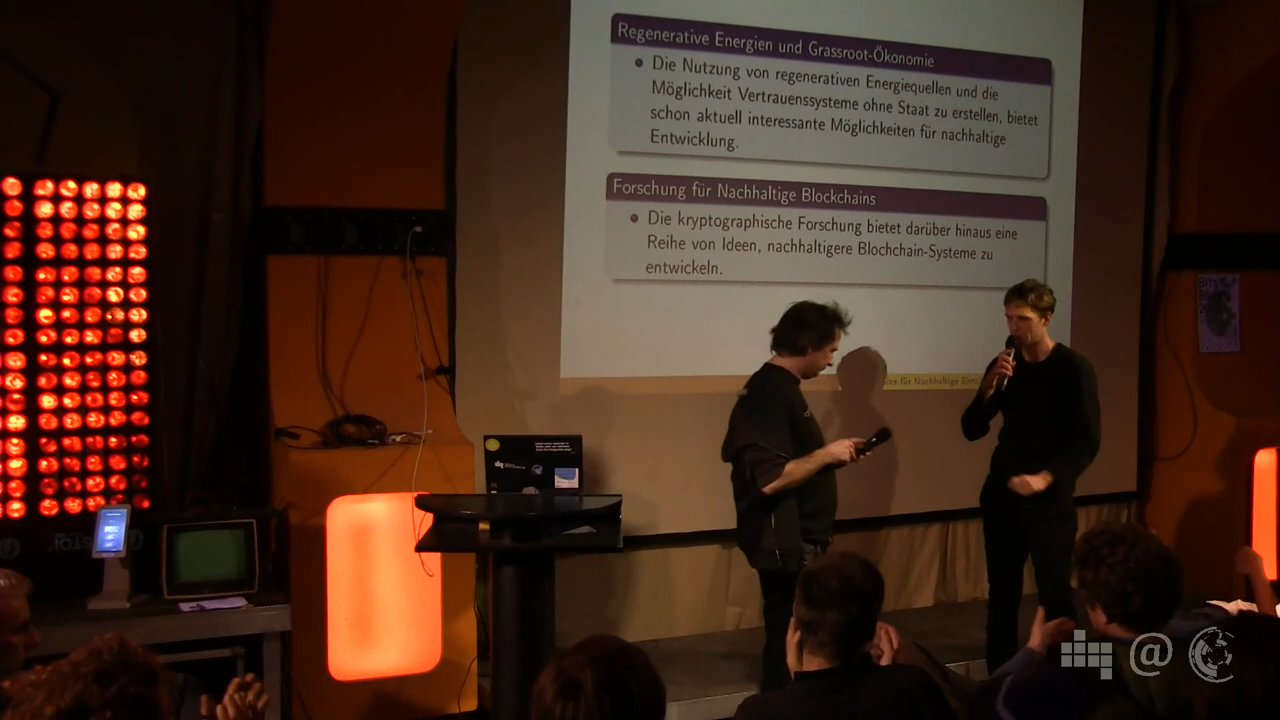 Regenerative Energien und Grassroot-Ökonomie
Die Nutzung von regenerativen Energiequellen und die
Möglichkeit Vertrauenssysteme ohne Staat zu erstellen, bietet
schon aktuell interessante Möglichkeiten für nachhaltige
Entwicklung.
Forschung für Nachhaltige Blockchains
Die kryptographische Forschung bietet darüber hinaus eine
Reihe von Ideen, nachhaltigere Blochchain-Systeme zu
entwickeln.
für Nachhaltige
@